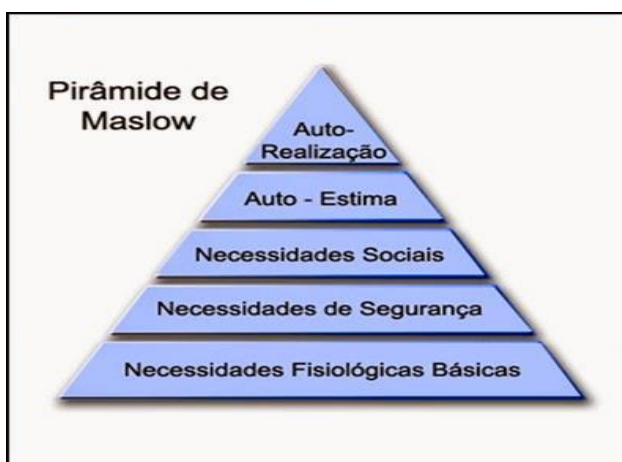 Pirâmide de
Maslow
Auto-
Realização
Auto - Estima
Necessidades Sociais
Necessidades de Segurança
Necessidades Fisiológicas Básicas